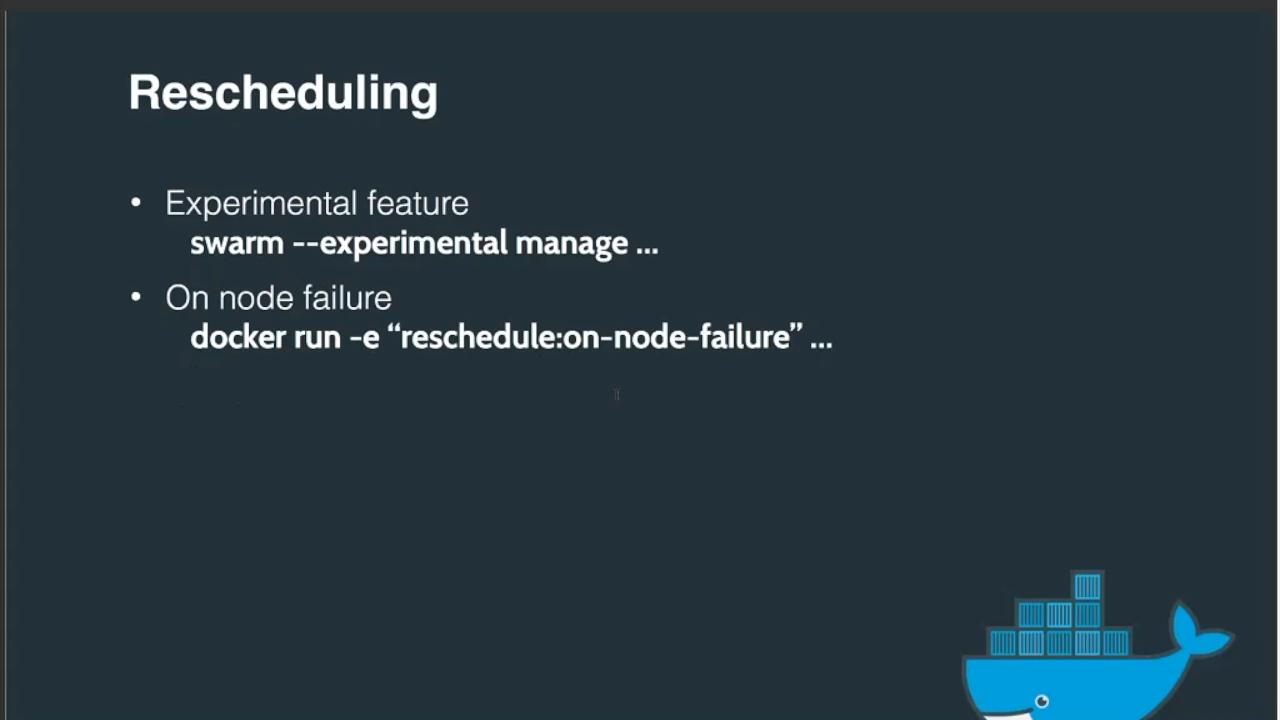 Rescheduling
• Experimental feature
swarm --experimental manage ...
• On node failure
docker run -e “reschedule:on-node-failure” ...